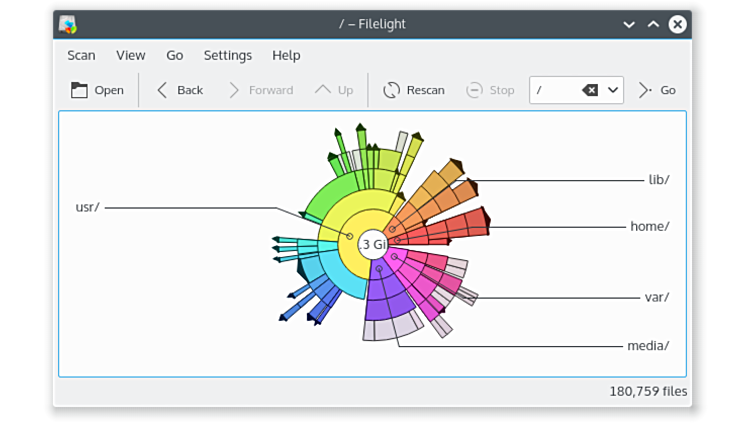 / – Filelight
Scan View Go Settings Help
Open Back Forward Up Rescan Stop / Go
lib/
usr/
home/
.3 Gi
var/
media/
180,759 files